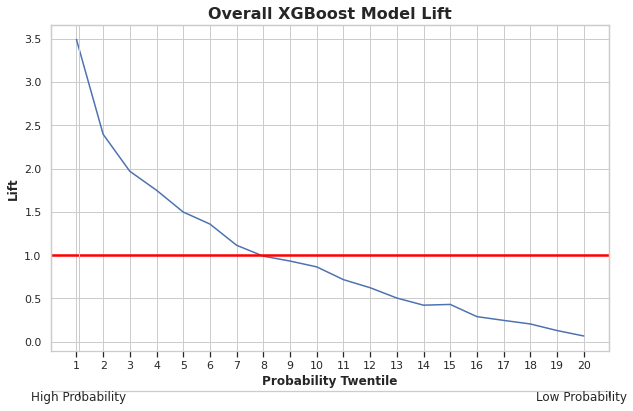 Overall XGBoost Model Lift
3.5
3.0
2.5
2.0
1.5
1.0
0.5
0.0
Lift
1 2 3 4 5 6 7 8 9 10 11 12 13 14 15 16 17 18 19 20
Probability Twentile
High Probability Low Probability